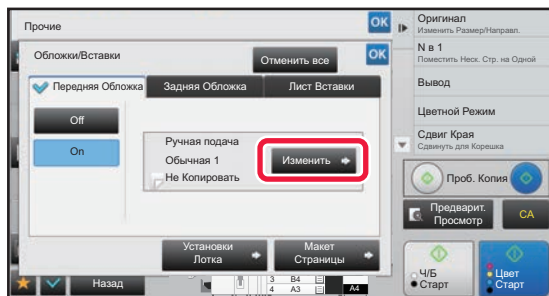 Прочие
OK
Обложки/Вставки
Отменить все
OK
Передняя Обложка
Задняя Обложка
Лист Вставки
Off
On
Ручная подача
Обычная 1
Не Копировать
Изменить
Установки
Лотка
Макет
Страницы
Назад
3 B4
4 A3
A4
Оригинал
Изменить Размер/Направл.
N в 1
Поместить Неск. Стр. на Одной
Вывод
Цветной Режим
Сдвиг Края
Сдвинуть для Корешка
Проб. Копия
Предварит.
Просмотр
CA
Ч/Б
Старт
Цвет
Старт